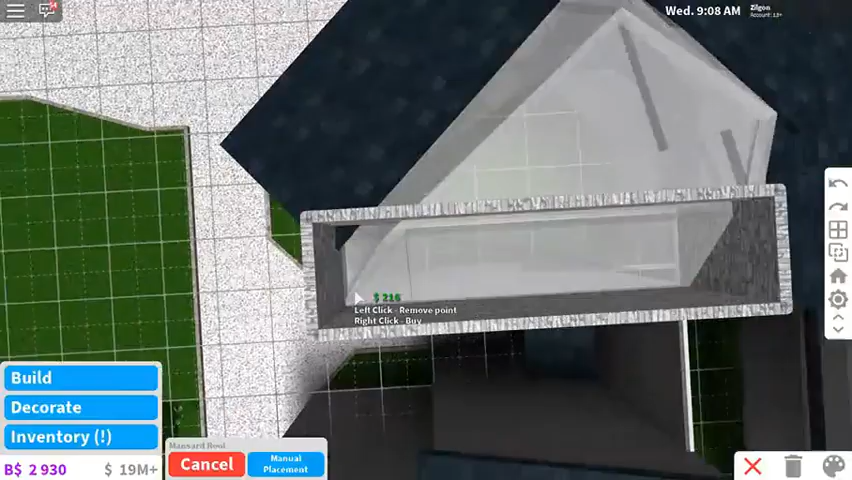 54
Wed. 9:08 AM
Zilgon
Account: 13+
$ 216
Left Click - Remove point
Right Click - Buy
Build
Decorate
Inventory (!)
B$ 2 930
$ 19M+
Mansard Roof
Cancel
Manual
Placement